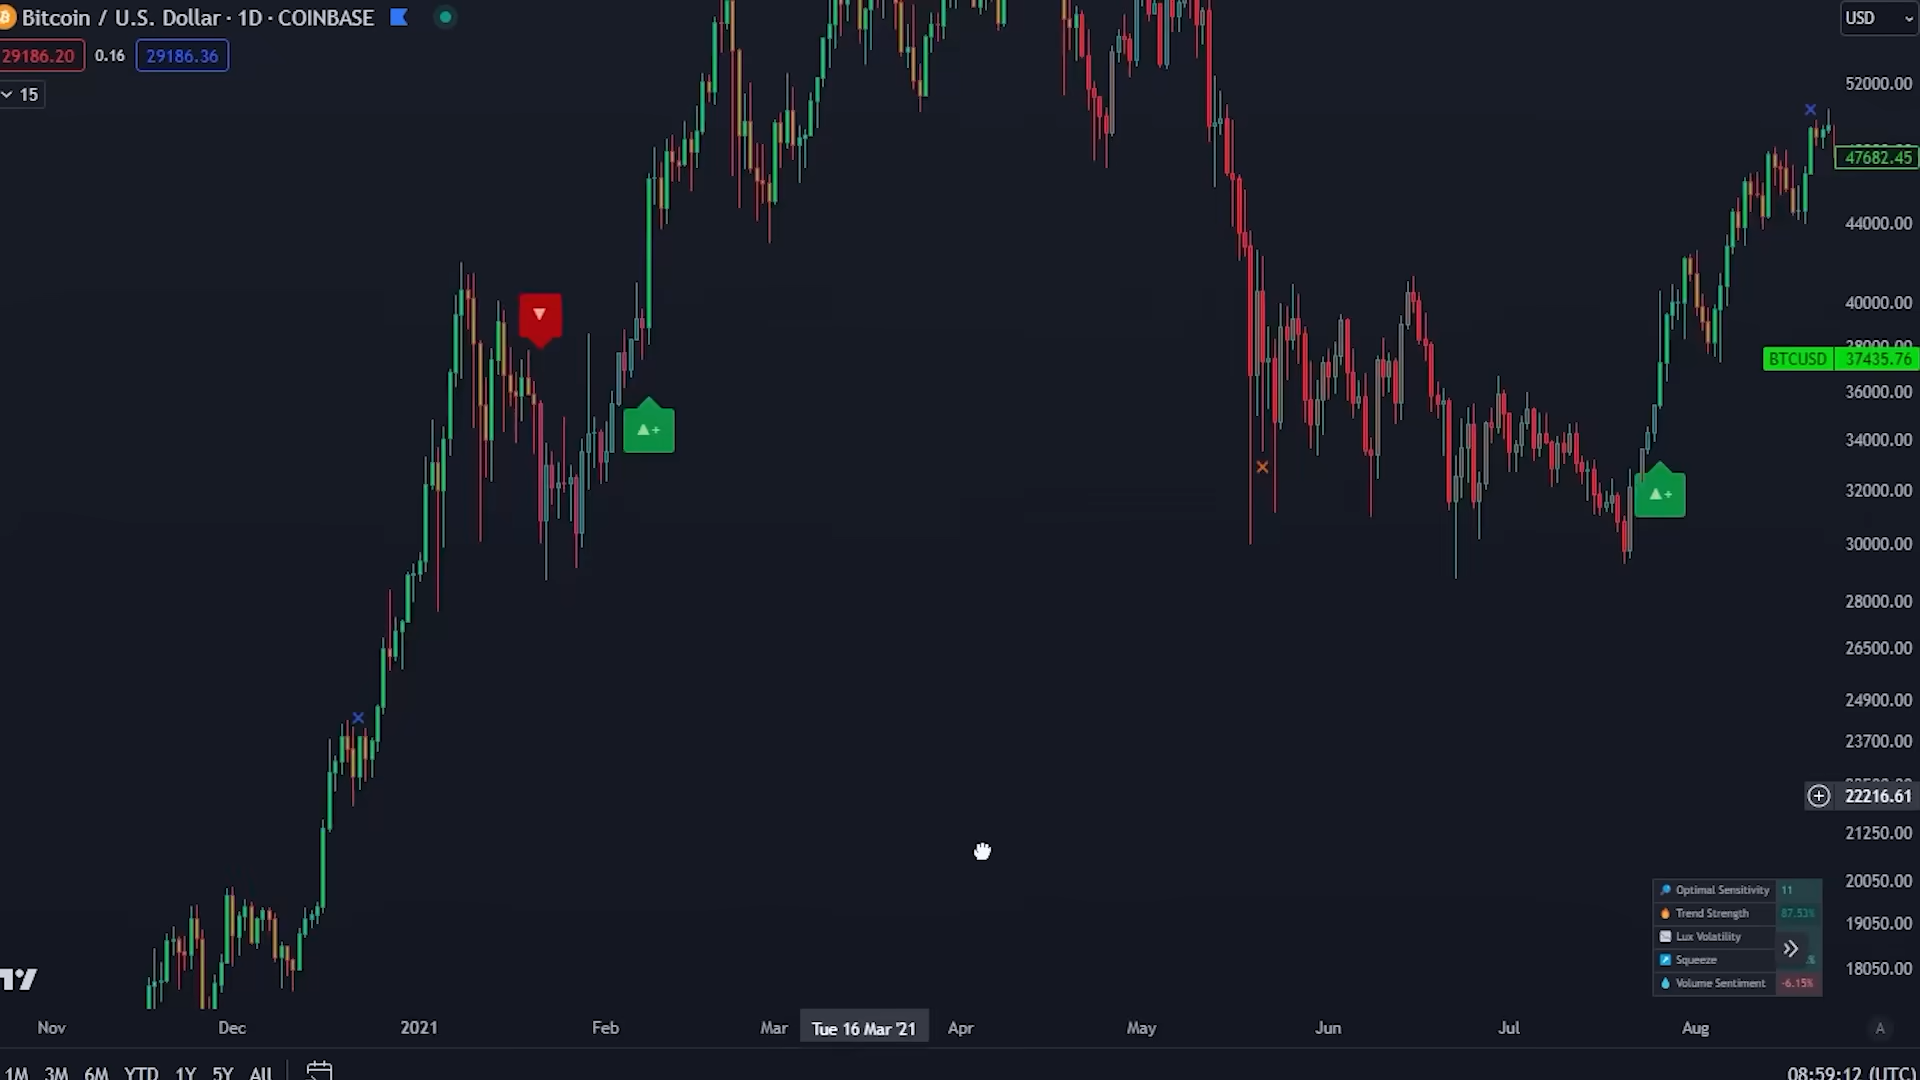 Bitcoin / U.S. Dollar · 1D · COINBASE
USD
29186.20 0.16 29186.36
15
52000.00
47682.45
44000.00
40000.00
BTCUSD 37435.76
36000.00
34000.00
32000.00
30000.00
28000.00
26500.00
24900.00
23700.00
22216.61
21250.00
20050.00
19050.00
18050.00
Optimal Sensitivity 11
Trend Strength 87.53%
Lux Volatility
Squeeze
Volume Sentiment -6.15%
Nov Dec 2021 Feb Mar Tue 16 Mar '21 Apr May Jun Jul Aug A
1M 3M 6M YTD 1Y 5Y All
08:59:12 (UTC)